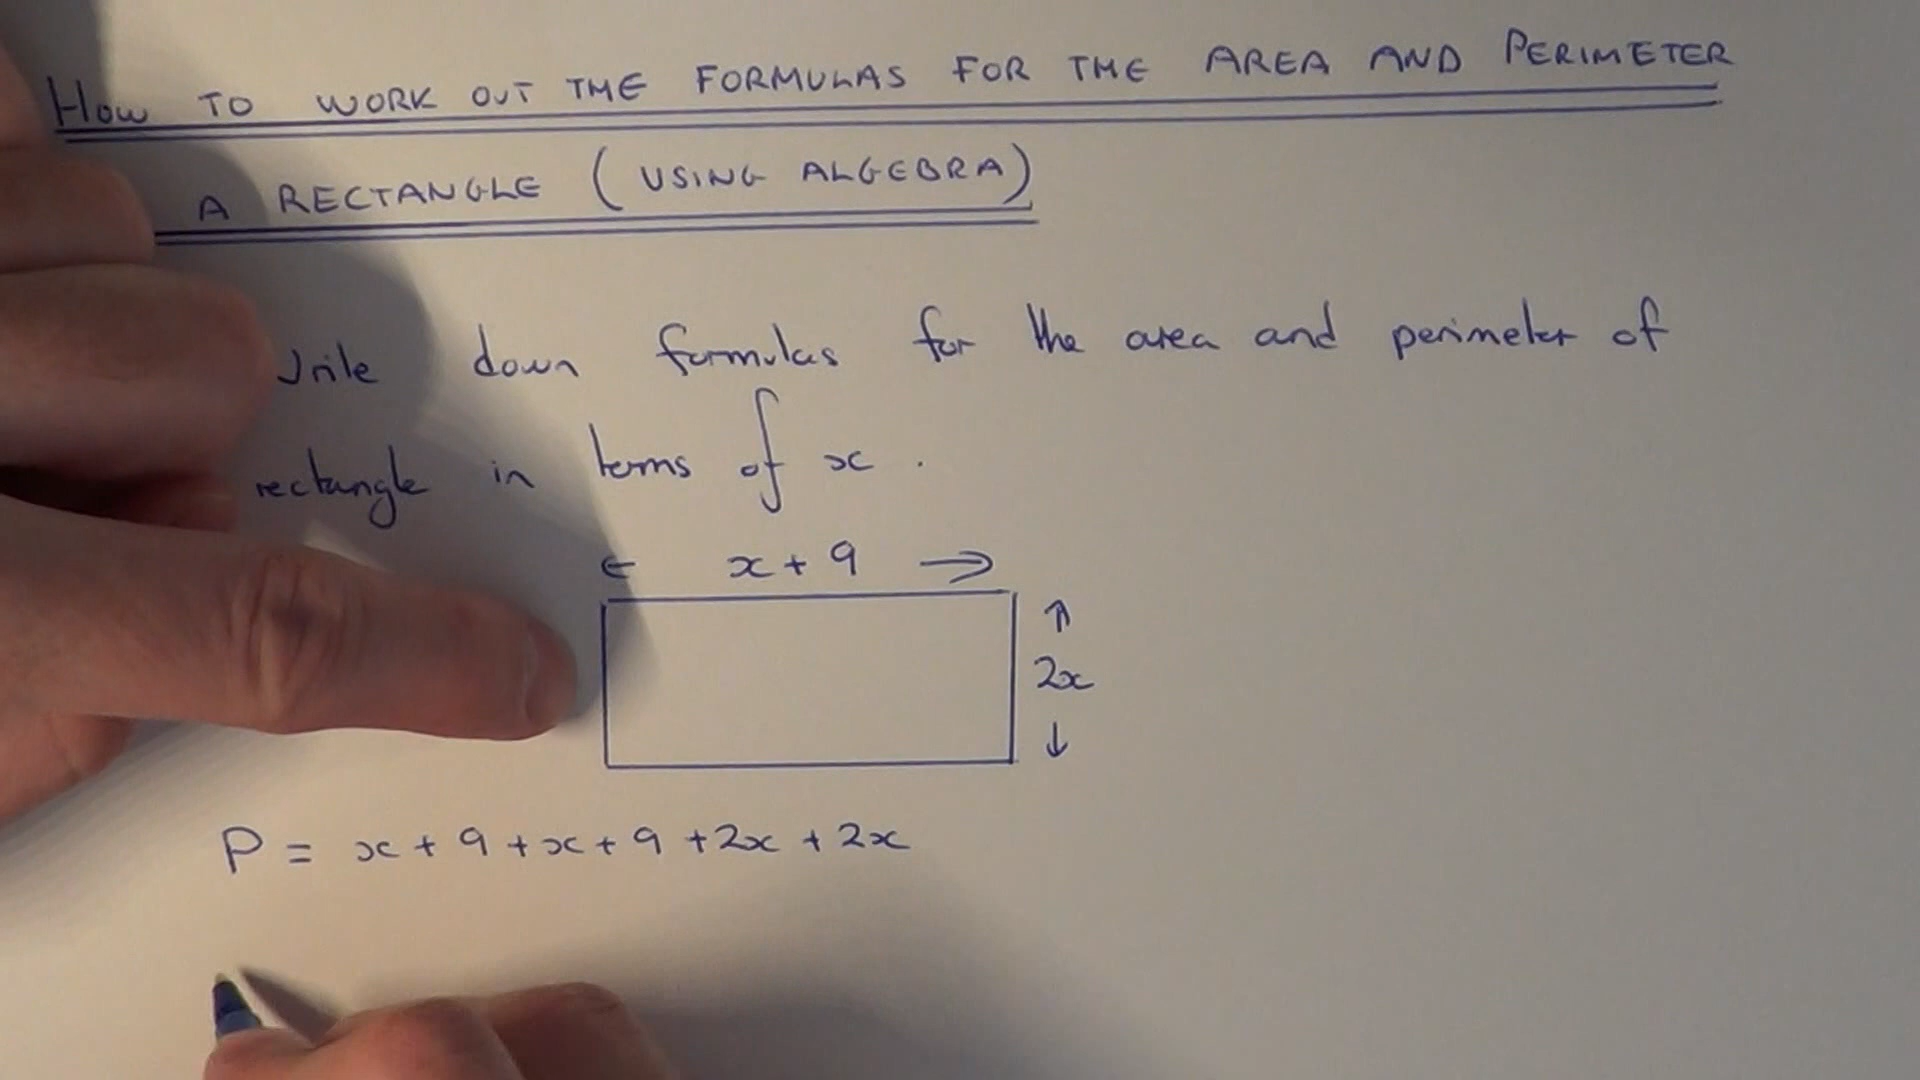 HOW TO WORK OUT THE FORMULAS FOR THE AREA AND PERIMETER
A RECTANGLE (USING ALGEBRA)
down formulas for the area and perimeter of
rectangle in terms of x.
← x + 9 →
↑
2x
↓
P = x + 9 + x + 9 + 2x + 2x